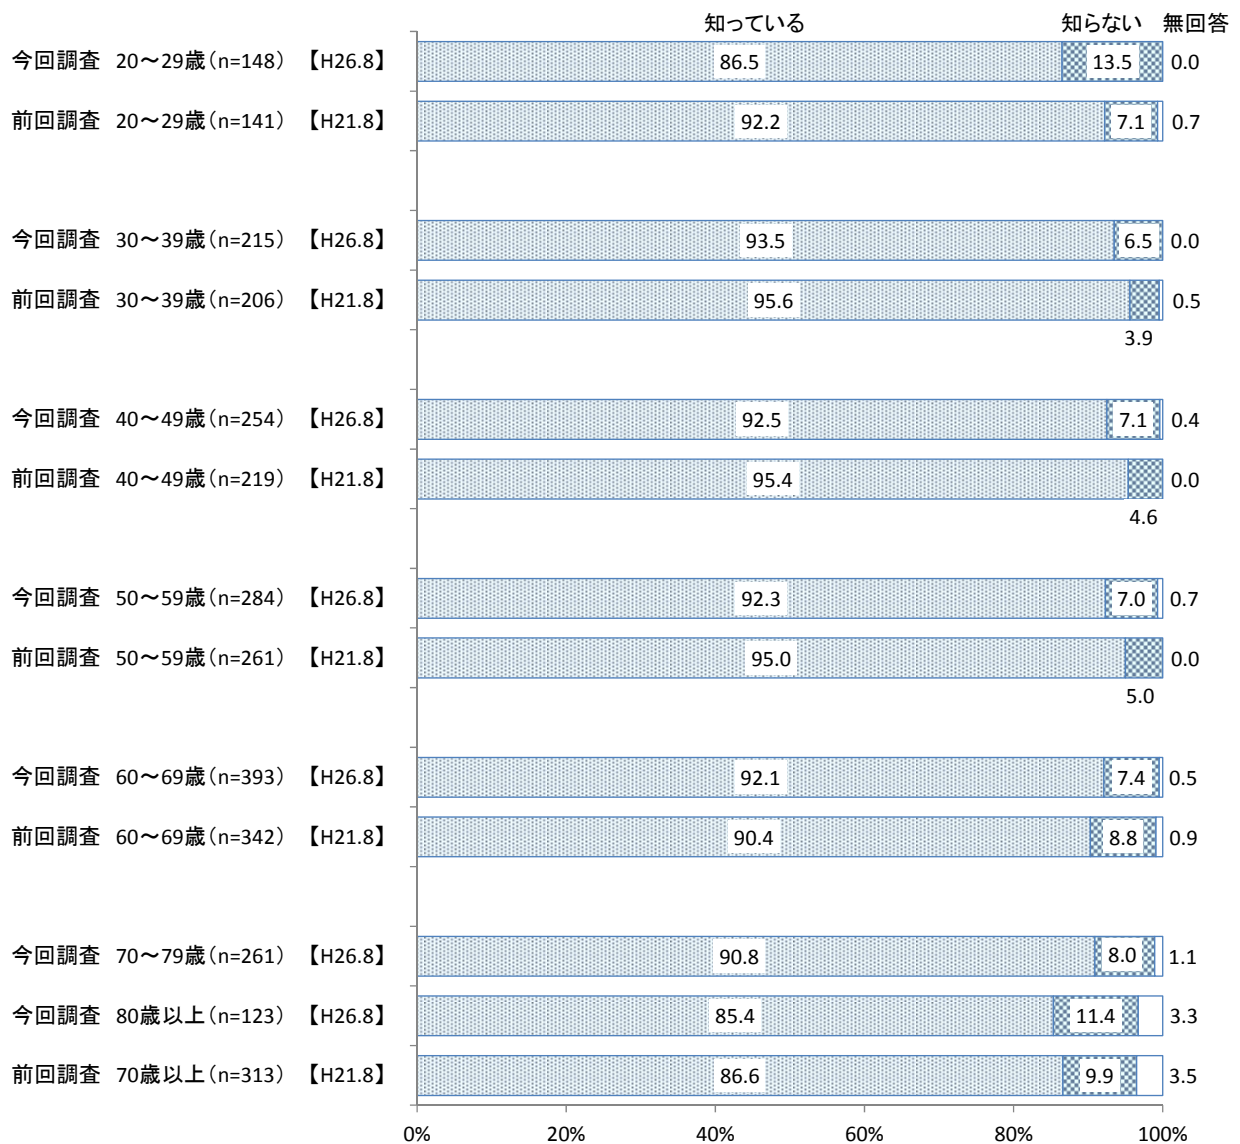 知っている 知らない 無回答
今回調査 20～29歳(n=148) 【H26.8】 86.5 13.5 0.0
前回調査 20～29歳(n=141) 【H21.8】 92.2 7.1 0.7
今回調査 30～39歳(n=215) 【H26.8】 93.5 6.5 0.0
前回調査 30～39歳(n=206) 【H21.8】 95.6 0.5
3.9
今回調査 40～49歳(n=254) 【H26.8】 92.5 7.1 0.4
前回調査 40～49歳(n=219) 【H21.8】 95.4 0.0
4.6
今回調査 50～59歳(n=284) 【H26.8】 92.3 7.0 0.7
前回調査 50～59歳(n=261) 【H21.8】 95.0 0.0
5.0
今回調査 60～69歳(n=393) 【H26.8】 92.1 7.4 0.5
前回調査 60～69歳(n=342) 【H21.8】 90.4 8.8 0.9
今回調査 70～79歳(n=261) 【H26.8】 90.8 8.0 1.1
今回調査 80歳以上(n=123) 【H26.8】 85.4 11.4 3.3
前回調査 70歳以上(n=313) 【H21.8】 86.6 9.9 3.5
0% 20% 40% 60% 80% 100%